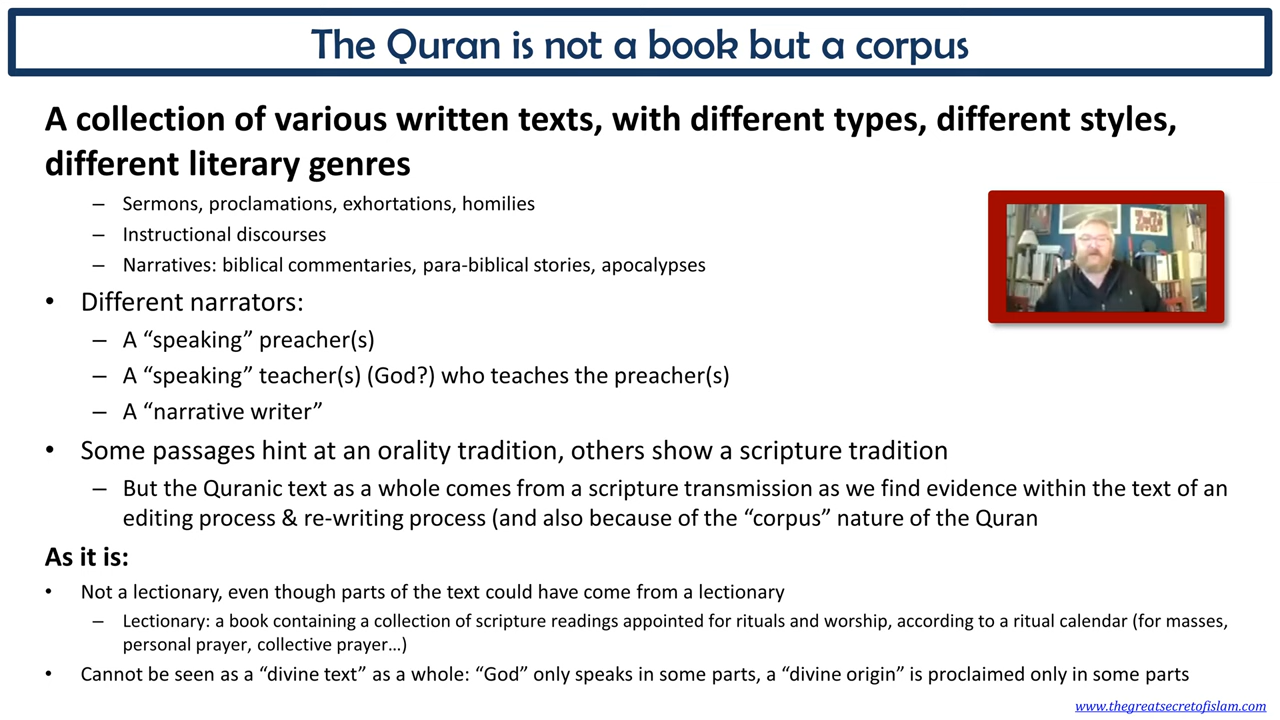 The Quran is not a book but a corpus
A collection of various written texts, with different types, different styles,
different literary genres
– Sermons, proclamations, exhortations, homilies
– Instructional discourses
– Narratives: biblical commentaries, para-biblical stories, apocalypses
• Different narrators:
– A “speaking” preacher(s)
– A “speaking” teacher(s) (God?) who teaches the preacher(s)
– A “narrative writer”
• Some passages hint at an orality tradition, others show a scripture tradition
– But the Quranic text as a whole comes from a scripture transmission as we find evidence within the text of an
editing process & re-writing process (and also because of the “corpus” nature of the Quran
As it is:
• Not a lectionary, even though parts of the text could have come from a lectionary
– Lectionary: a book containing a collection of scripture readings appointed for rituals and worship, according to a ritual calendar (for masses,
personal prayer, collective prayer…)
• Cannot be seen as a “divine text” as a whole: “God” only speaks in some parts, a “divine origin” is proclaimed only in some parts
www.thegreatsecretofislam.com